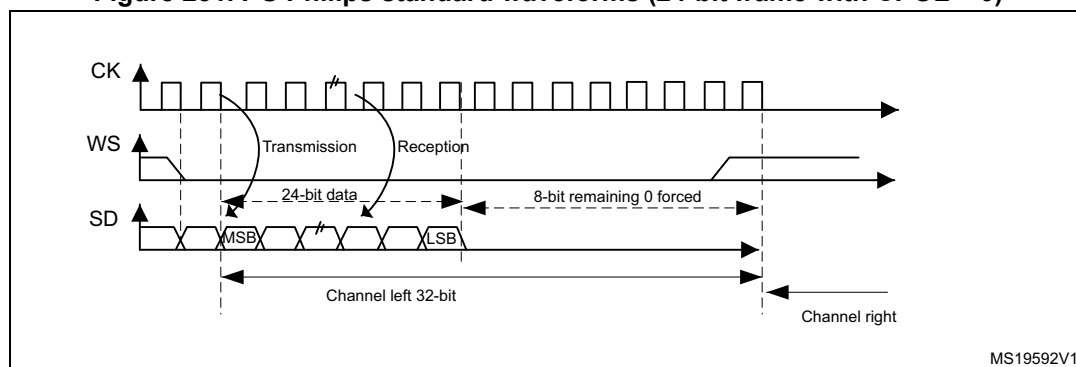 CK
WS
Transmission
Reception
24-bit data
8-bit remaining 0 forced
SD
MSB
LSB
Channel left 32-bit
Channel right
MS19592V1